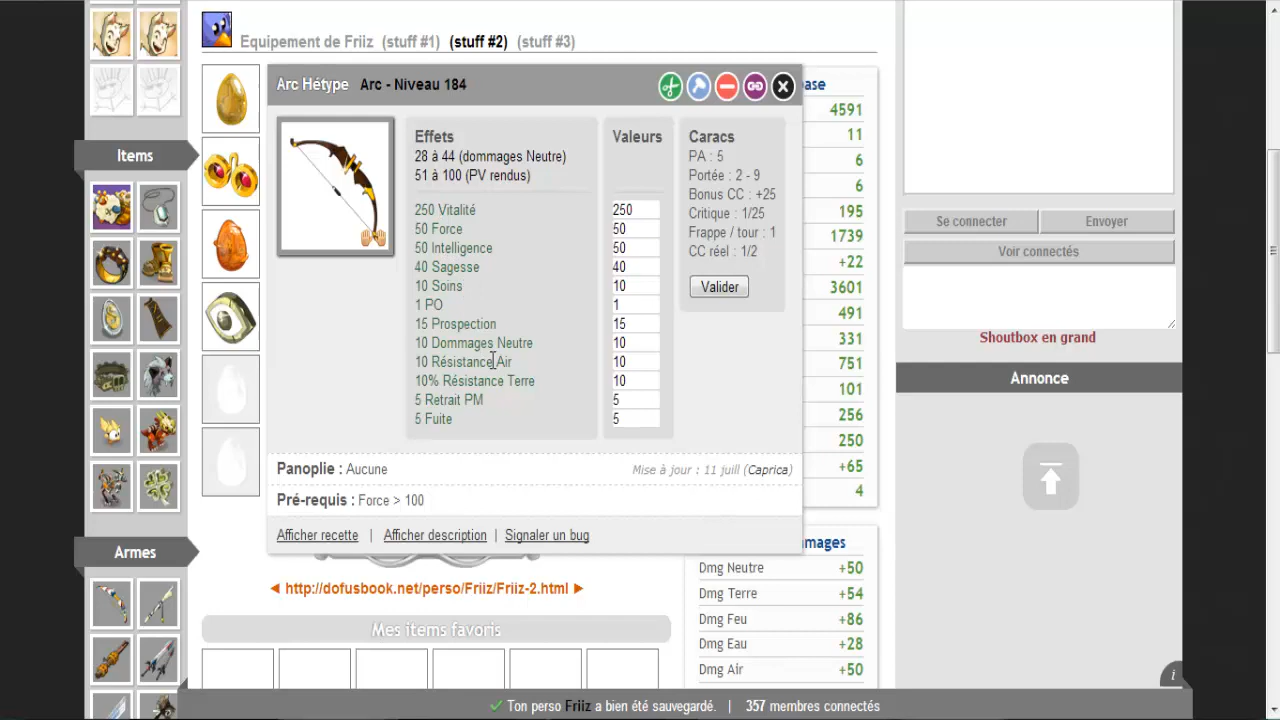 Equipement de Friiz (stuff #1) (stuff #2) (stuff #3)
Items
Armes
Arc Hétype Arc - Niveau 184
Effets
28 à 44 (dommages Neutre)
51 à 100 (PV rendus)
250 Vitalité
50 Force
50 Intelligence
40 Sagesse
10 Soins
1 PO
15 Prospection
10 Dommages Neutre
10 Résistance Air
10% Résistance Terre
5 Retrait PM
5 Fuite
Valeurs
250
50
50
40
10
1
15
10
10
10
5
5
Caracs
PA : 5
Portée : 2 - 9
Bonus CC : +25
Critique : 1/25
Frappe / tour : 1
CC réel : 1/2
Valider
Panoplie : Aucune
Mise à jour : 11 juill (Caprica)
Pré-requis : Force > 100
Afficher recette | Afficher description | Signaler un bug
◄ http://dofusbook.net/perso/Friiz/Friiz-2.html ►
Mes items favoris
base
4591
11
6
6
195
1739
+22
3601
491
331
751
101
256
250
+65
4
mages
Dmg Neutre +50
Dmg Terre +54
Dmg Feu +86
Dmg Eau +28
Dmg Air +50
Se connecter
Envoyer
Voir connectés
Shoutbox en grand
Annonce
i
✓ Ton perso Friiz a bien été sauvegardé. | 357 membres connectés